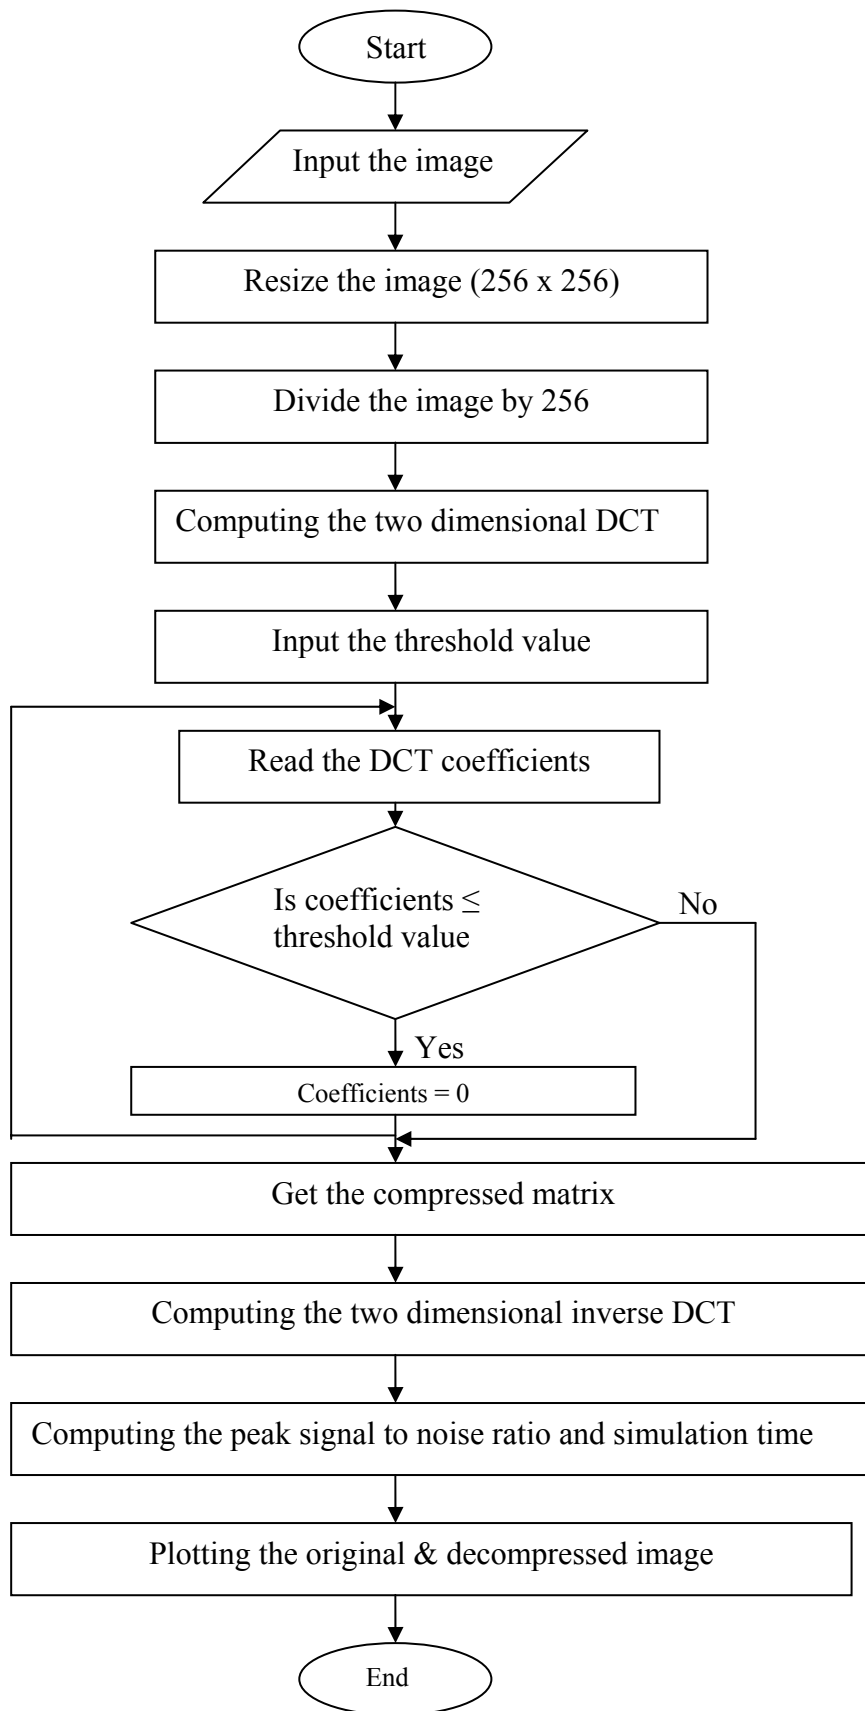 Start
Input the image
Resize the image (256 x 256)
Divide the image by 256
Computing the two dimensional DCT
Input the threshold value
Read the DCT coefficients
Is coefficients ≤
threshold value
No
Yes
Coefficients = 0
Get the compressed matrix
Computing the two dimensional inverse DCT
Computing the peak signal to noise ratio and simulation time
Plotting the original & decompressed image
End